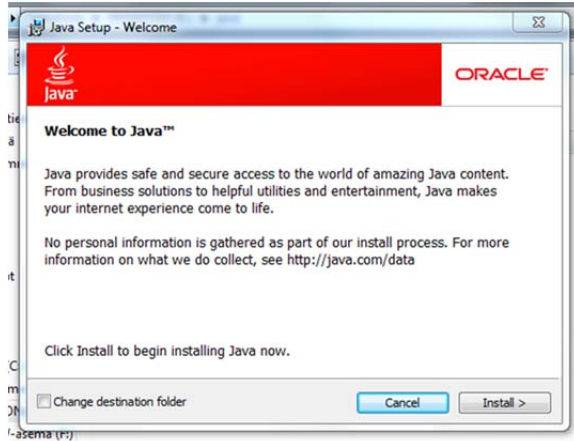 Java Setup - Welcome
Java
ORACLE
Welcome to Java™
Java provides safe and secure access to the world of amazing Java content.
From business solutions to helpful utilities and entertainment, Java makes
your internet experience come to life.
No personal information is gathered as part of our install process. For more
information on what we do collect, see http://java.com/data
Click Install to begin installing Java now.
Change destination folder
Cancel
Install >
-asema (F:)